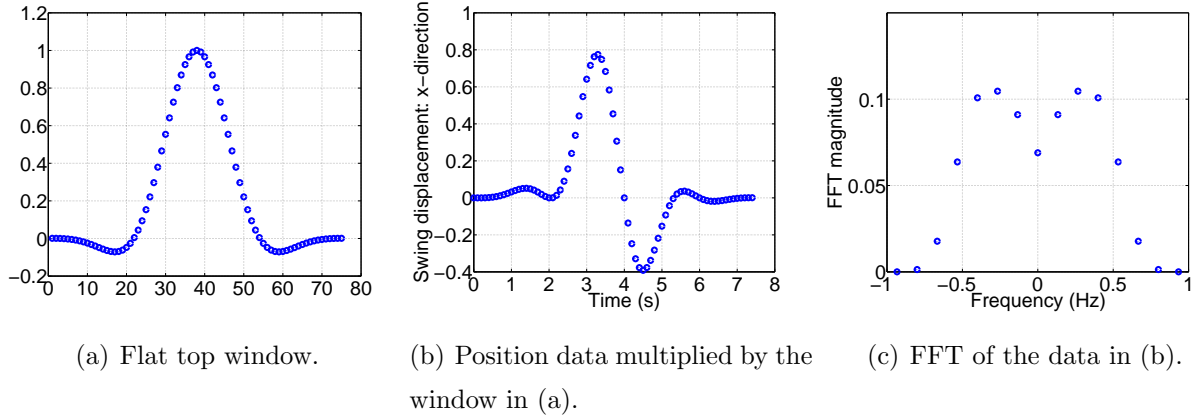 1.2
1
0.8
0.6
0.4
0.2
0
−0.2
0 10 20 30 40 50 60 70 80
Swing displacement: x−direction
1
0.8
0.6
0.4
0.2
0
−0.2
−0.4
0 1 2 3 4 5 6 7 8
Time (s)
FFT magnitude
0.1
0.05
0
−1 −0.5 0 0.5 1
Frequency (Hz)
(a) Flat top window.
(b) Position data multiplied by the
window in (a).
(c) FFT of the data in (b).